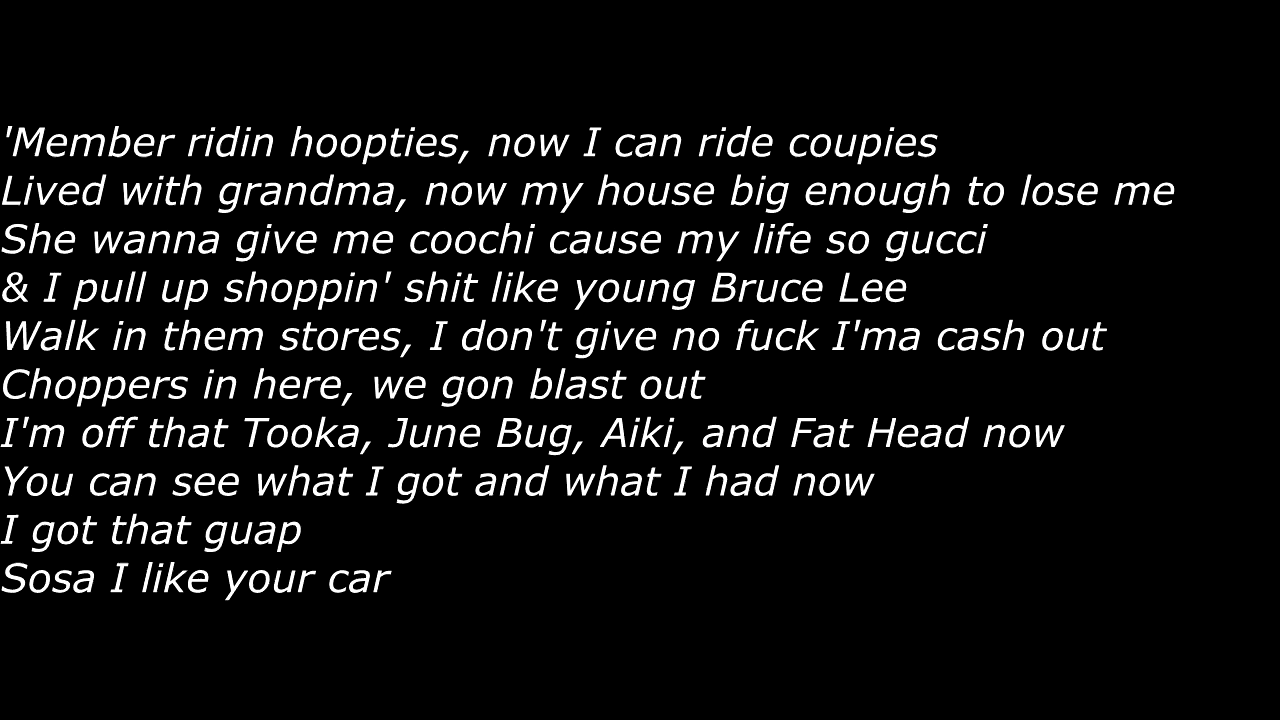 'Member ridin hoopties, now I can ride coupies
Lived with grandma, now my house big enough to lose me
She wanna give me coochi cause my life so gucci
& I pull up shoppin' shit like young Bruce Lee
Walk in them stores, I don't give no fuck I'ma cash out
Choppers in here, we gon blast out
I'm off that Tooka, June Bug, Aiki, and Fat Head now
You can see what I got and what I had now
I got that guap
Sosa I like your car